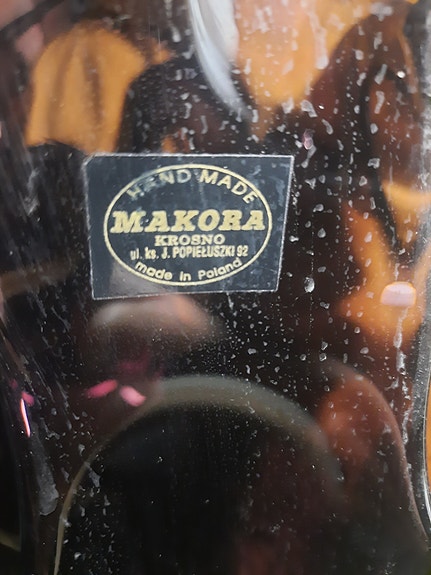 HAND MADE
MAKORA
KROSNO
ul. ks. J. POPIEŁUSZKI 92
made in Poland